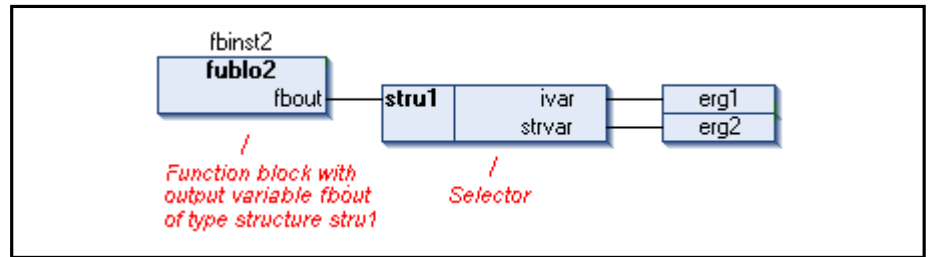 fbinst2
fublo2
fbout
stru1
ivar
strvar
erg1
erg2
Function block with
output variable fbout
of type structure stru1
Selector